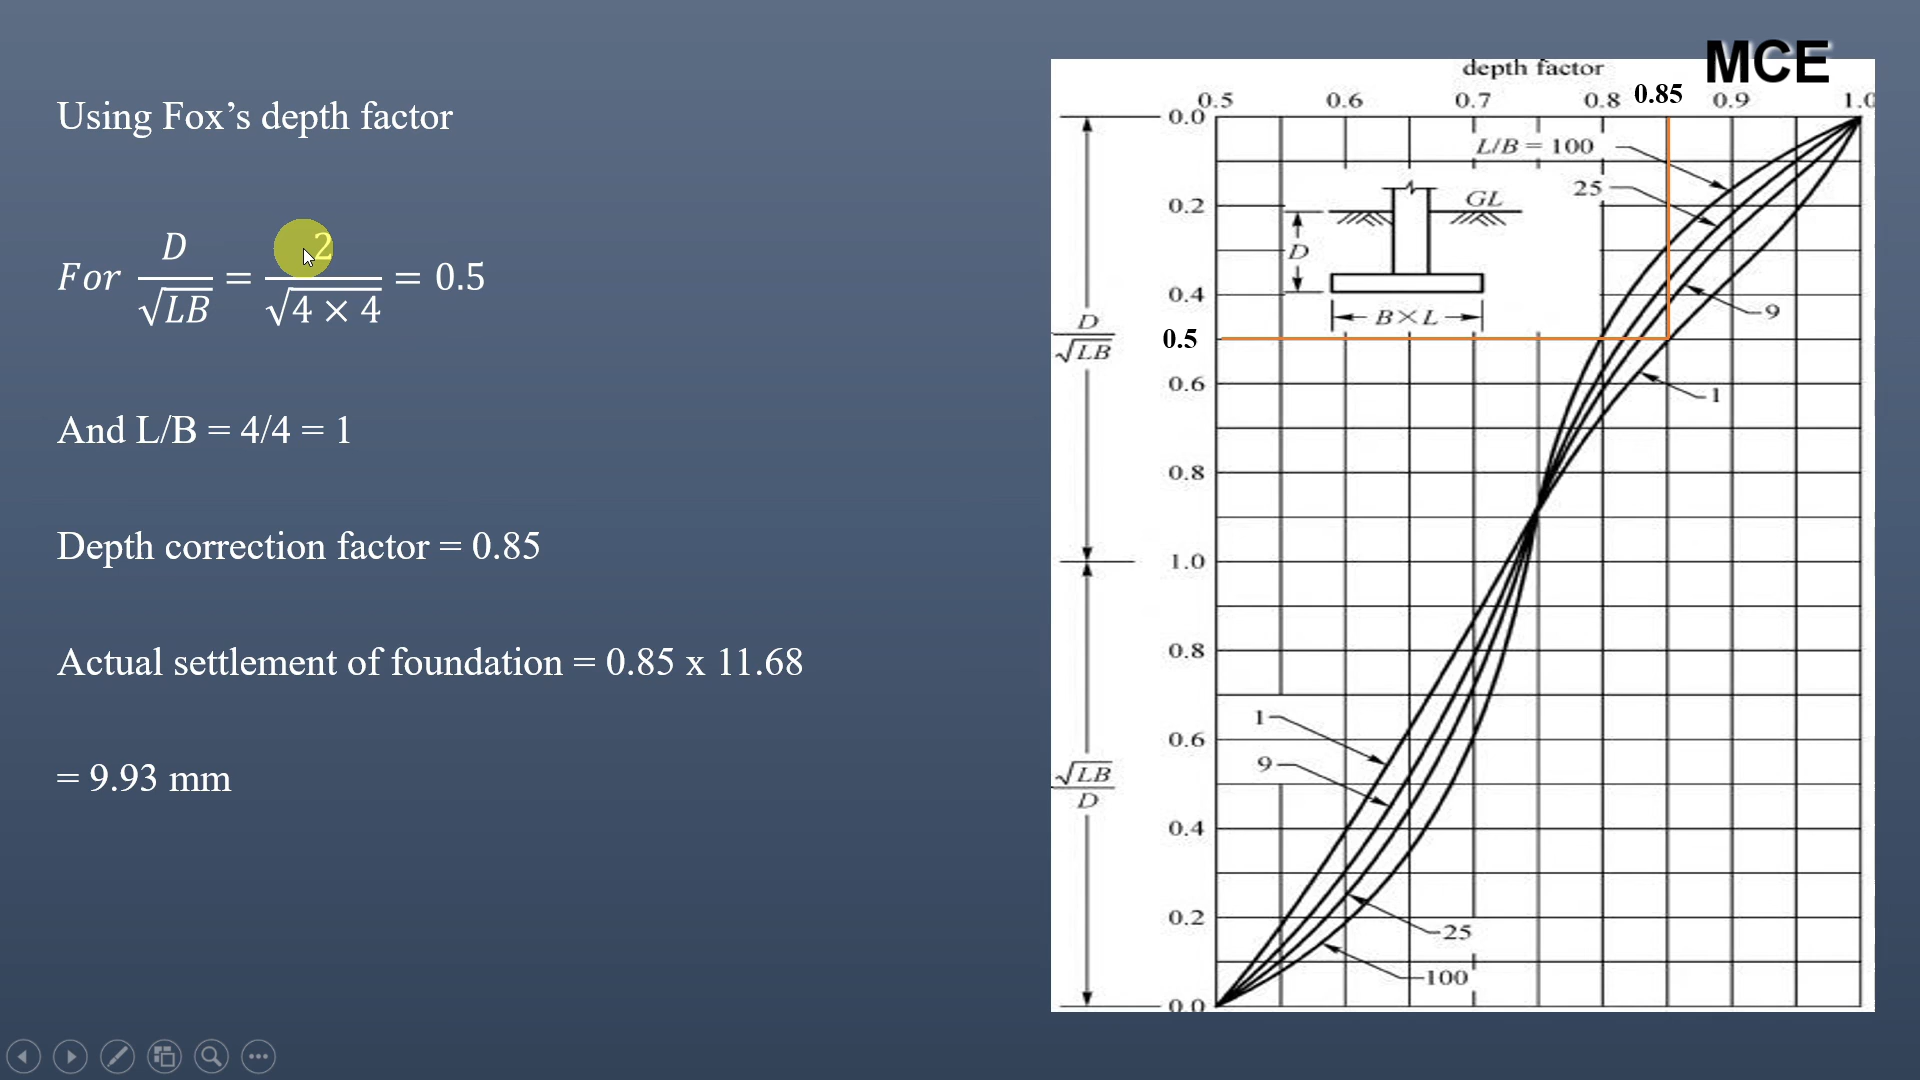 MCE
Using Fox’s depth factor
For D/√LB = 2/√4 × 4 = 0.5
And L/B = 4/4 = 1
Depth correction factor = 0.85
Actual settlement of foundation = 0.85 x 11.68
= 9.93 mm
depth factor
0.5 0.6 0.7 0.8 0.85 0.9 1.0
0.0
L/B = 100
25
0.2
GL
D
0.4
9
B×L
D/√LB
0.5
0.6
1
0.8
1.0
0.8
1
0.6
9
√LB/D
0.4
0.2
25
100
0.0